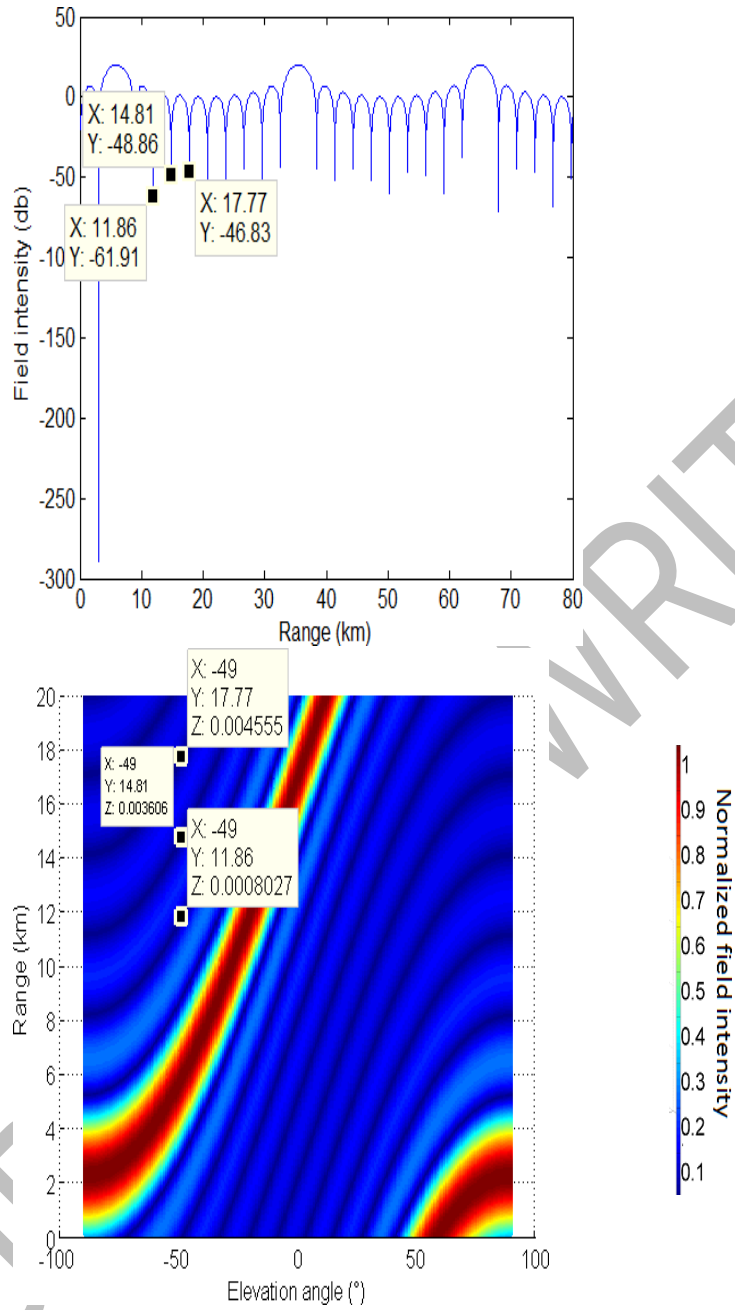 50
0
-50
-10
-150
-200
-250
-300
0 10 20 30 40 50 60 70 80
Field intensity (db)
Range (km)
X: 14.81
Y: -48.86
X: 17.77
Y: -46.83
X: 11.86
Y: -61.91
20
18
16
14
12
10
8
6
4
2
0
-100 -50 0 50 100
Range (km)
Elevation angle (°)
X: -49
Y: 17.77
Z: 0.004555
X: -49
Y: 14.81
Z: 0.003606
X: -49
Y: 11.86
Z: 0.0008027
1
0.9
0.8
0.7
0.6
0.5
0.4
0.3
0.2
0.1
Normalized field intensity